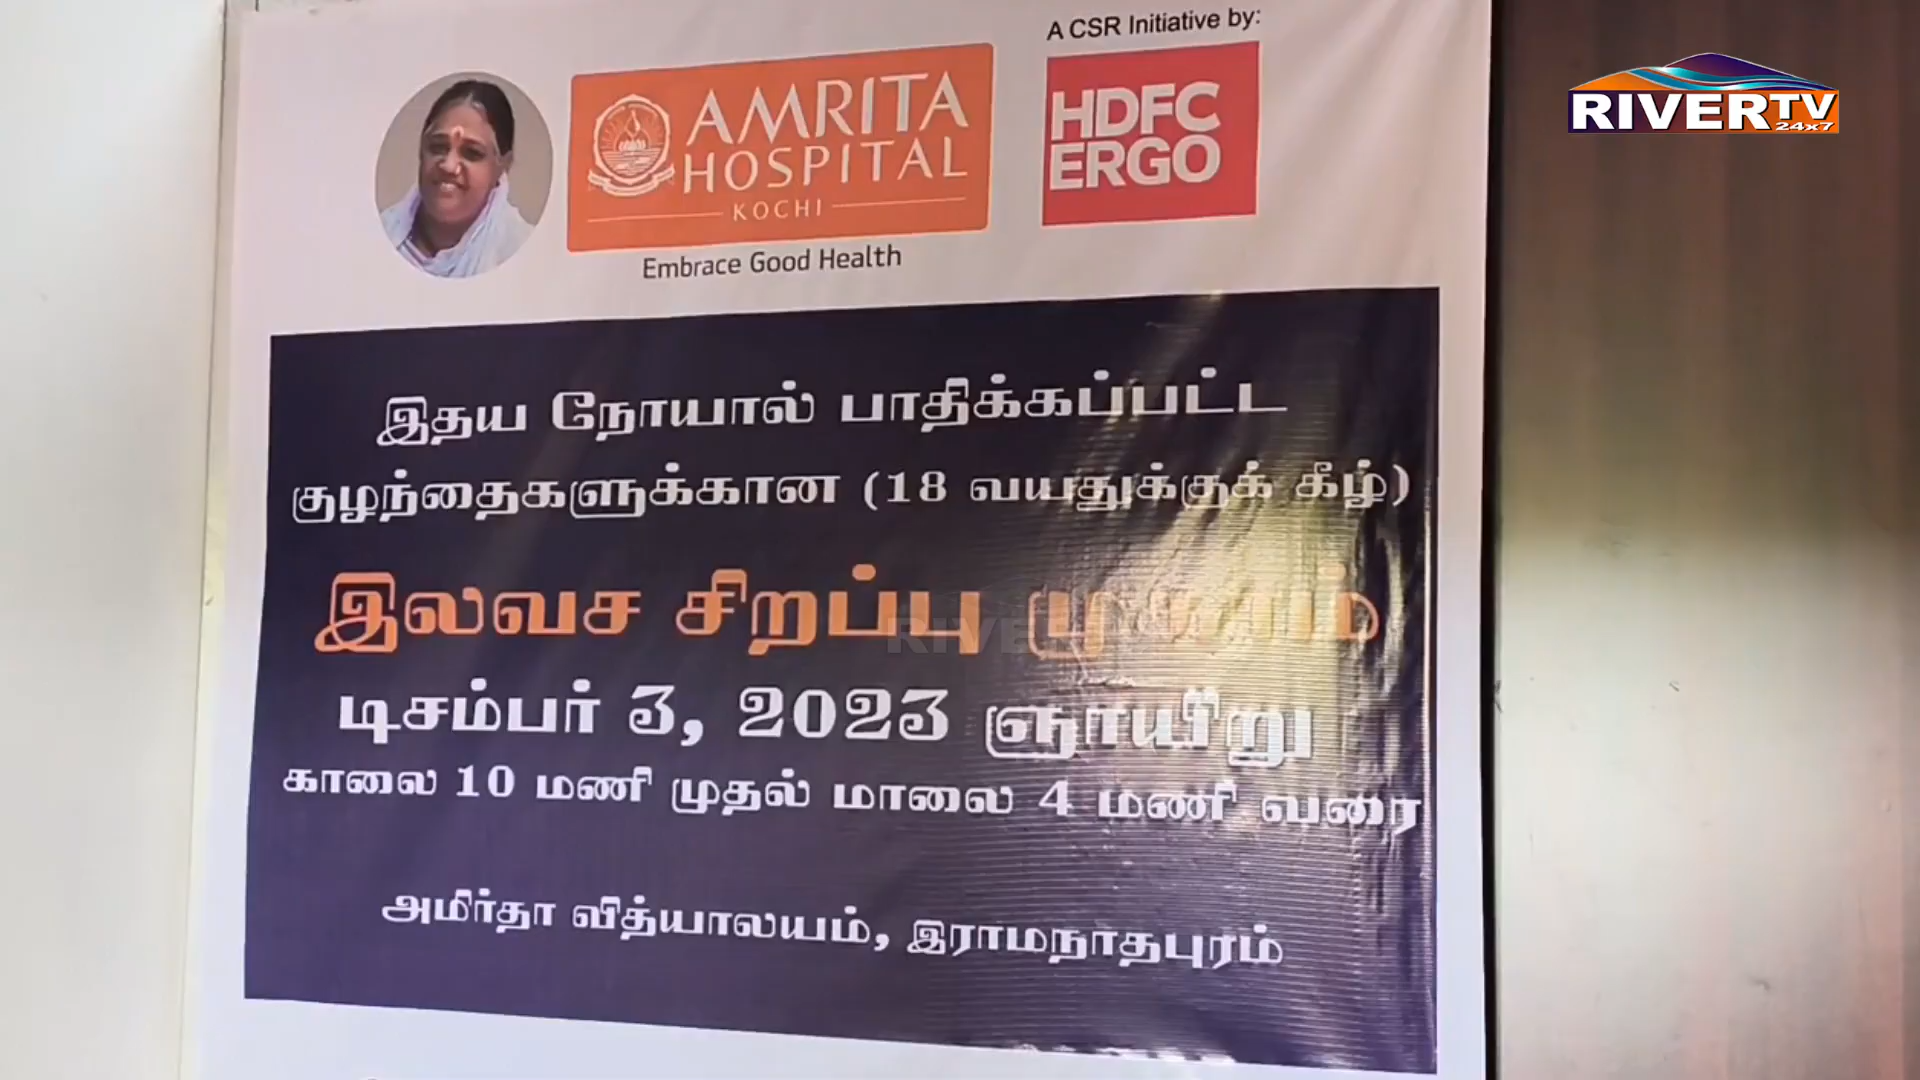 A CSR Initiative by:
AMRITA
HOSPITAL
KOCHI
Embrace Good Health
HDFC
ERGO
RIVERTV
24x7
இதய நோயால் பாதிக்கப்பட்ட
குழந்தைகளுக்கான (18 வயதுக்குக் கீழ்)
இலவச சிறப்பு முகாம்
டிசம்பர் 3, 2023 ஞாயிறு
காலை 10 மணி முதல் மாலை 4 மணி வரை
அமிர்தா வித்யாலயம், இராமநாதபுரம்